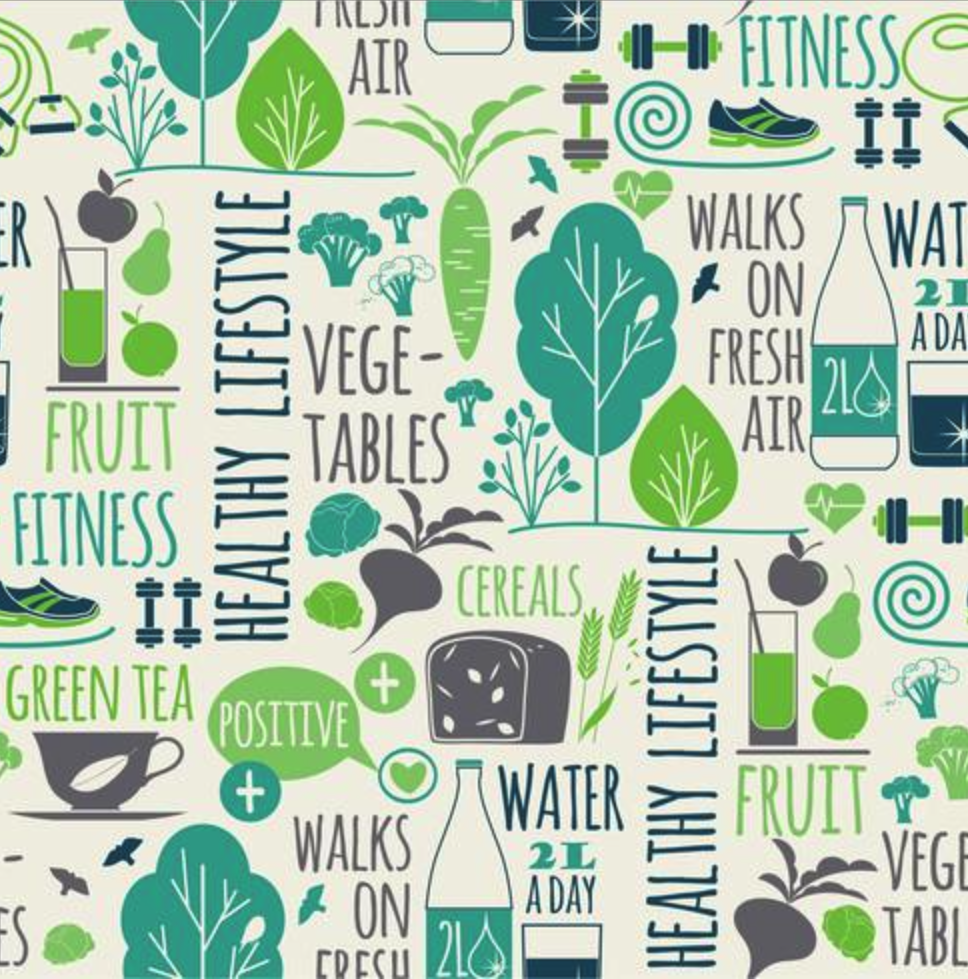 FRESH
AIR
FITNESS
HEALTHY LIFESTYLE
VEGE-
TABLES
WALKS
ON
FRESH
AIR
2L
WAT
2L
A DA
ER
FRUIT
FITNESS
CEREALS
GREEN TEA
POSITIVE
HEALTHY LIFESTYLE
WATER
2L
A DAY
2L
WALKS
ON
FRESH
FRUIT
VEGE
TABL
ES